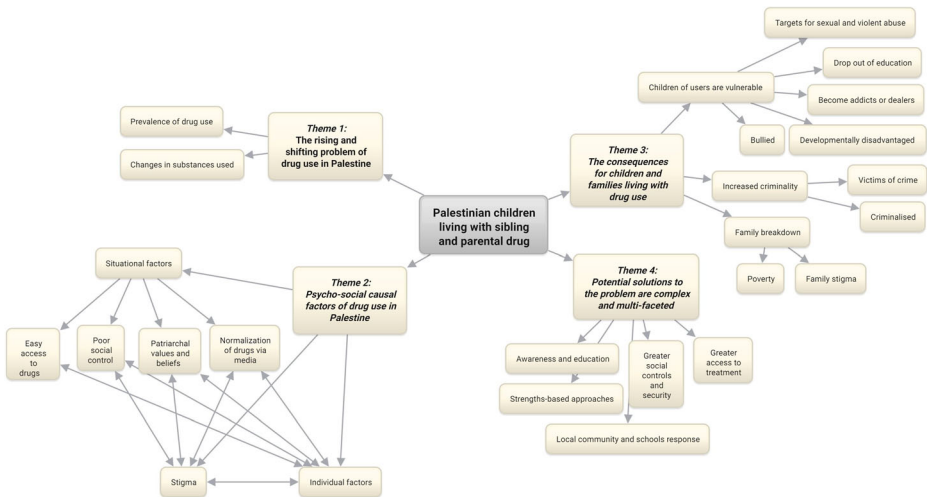 Targets for sexual and violent abuse
Drop out of education
Children of users are vulnerable
Become addicts or dealers
Bullied
Developmentally disadvantaged
Prevalence of drug use
Changes in substances used
Theme 1:
The rising and
shifting problem of
drug use in Palestine
Theme 3:
The consequences
for children and
families living with
drug use
Increased criminality
Victims of crime
Criminalised
Family breakdown
Poverty
Family stigma
Palestinian children
living with sibling
and parental drug
Situational factors
Theme 2:
Psycho-social causal
factors of drug use in
Palestine
Easy
access
to
drugs
Poor
social
control
Patriarchal
values and
beliefs
Normalization
of drugs via
media
Stigma
Individual factors
Theme 4:
Potential solutions to
the problem are complex
and multi-faceted
Awareness and education
Strengths-based approaches
Greater
social
controls
and
security
Greater
access to
treatment
Local community and schools response